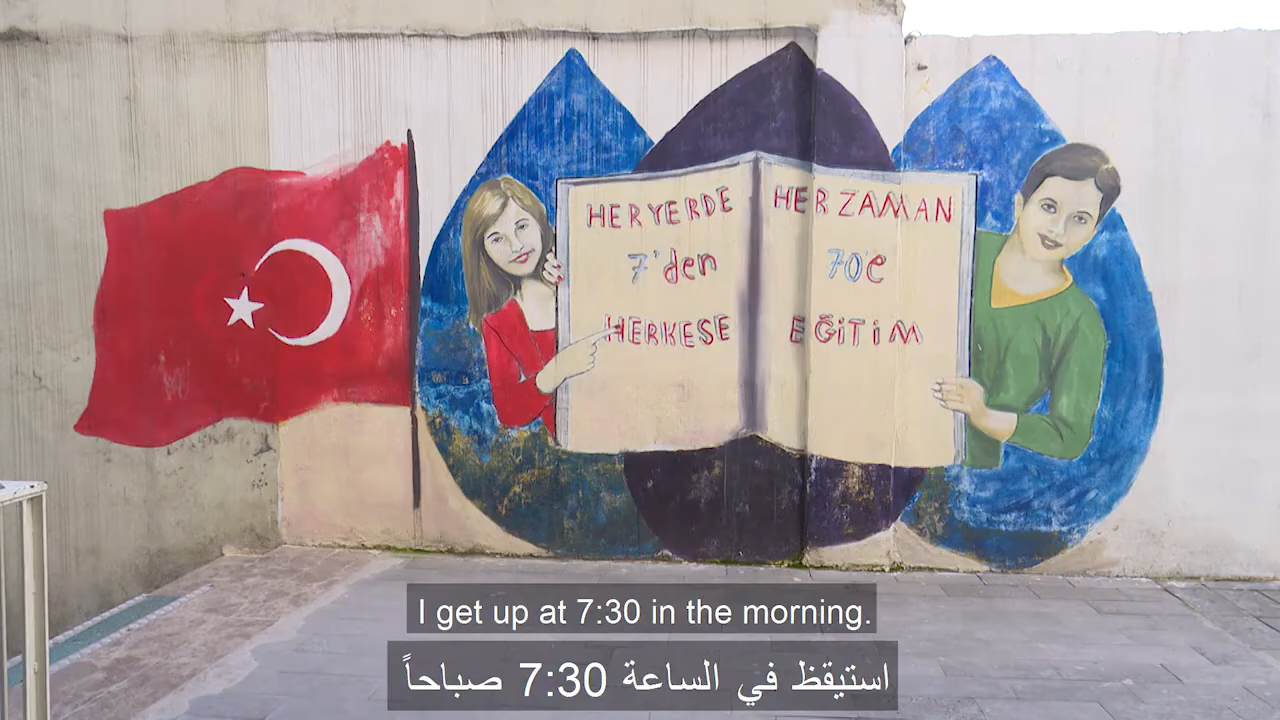 HER YERDE HER ZAMAN
7'den 70'e
HERKESE EĞİTİM
I get up at 7:30 in the morning.
استيقظ في الساعة 7:30 صباحاً